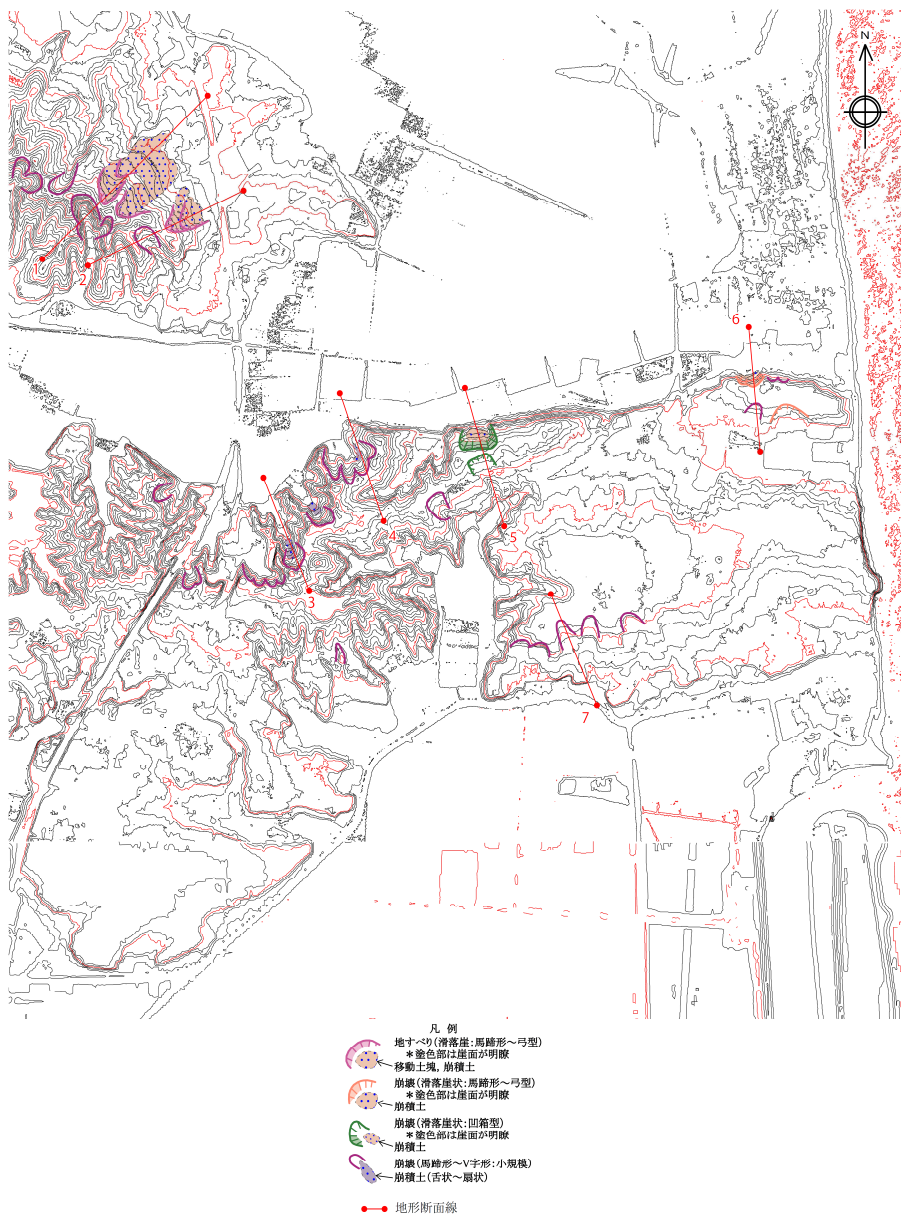 N
1
2
6
4
5
3
7
凡 例
地すべり(滑落崖:馬蹄形～弓型)
＊塗色部は崖面が明瞭
移動土塊, 崩積土
崩壊(滑落崖状:馬蹄形～弓型)
＊塗色部は崖面が明瞭
崩積土
崩壊(滑落崖状:凹箱型)
＊塗色部は崖面が明瞭
崩積土
崩壊(馬蹄形～V字形:小規模)
崩積土(舌状～扇状)
地形断面線